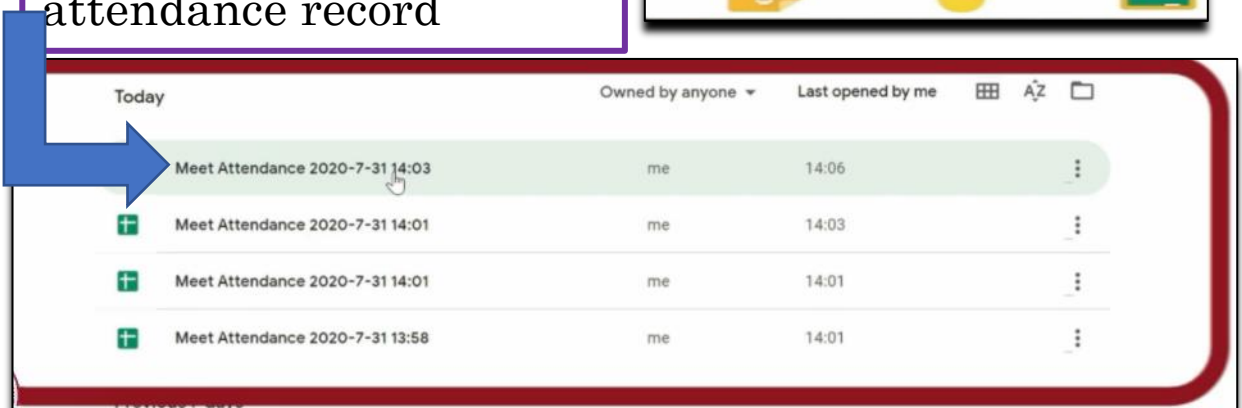 attendance record
Today Owned by anyone Last opened by me AZ
Meet Attendance 2020-7-31 14:03 me 14:06
Meet Attendance 2020-7-31 14:01 me 14:03
Meet Attendance 2020-7-31 14:01 me 14:01
Meet Attendance 2020-7-31 13:58 me 14:01